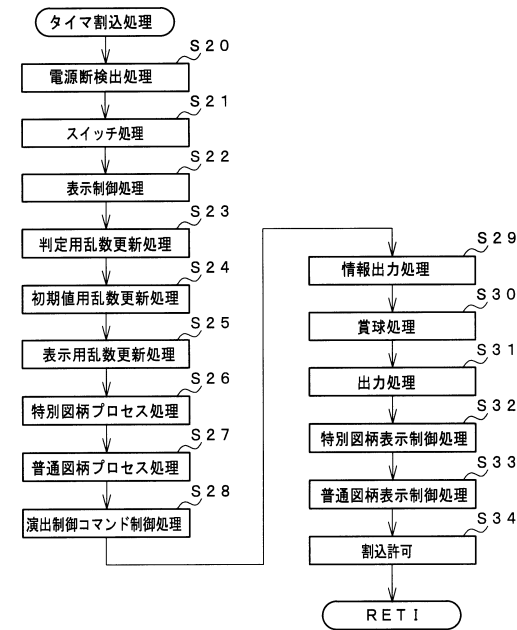 タイマ割込処理
S20
電源断検出処理
S21
スイッチ処理
S22
表示制御処理
S23
判定用乱数更新処理
S24
初期値用乱数更新処理
S25
表示用乱数更新処理
S26
特別図柄プロセス処理
S27
普通図柄プロセス処理
S28
演出制御コマンド制御処理
S29
情報出力処理
S30
賞球処理
S31
出力処理
S32
特別図柄表示制御処理
S33
普通図柄表示制御処理
S34
割込許可
RETI